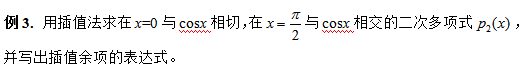 例 3. 用插值法求在 x=0 与 cosx 相切,在 x = π/2 与 cosx 相交的二次多项式 p₂(x) ,
并写出插值余项的表达式。